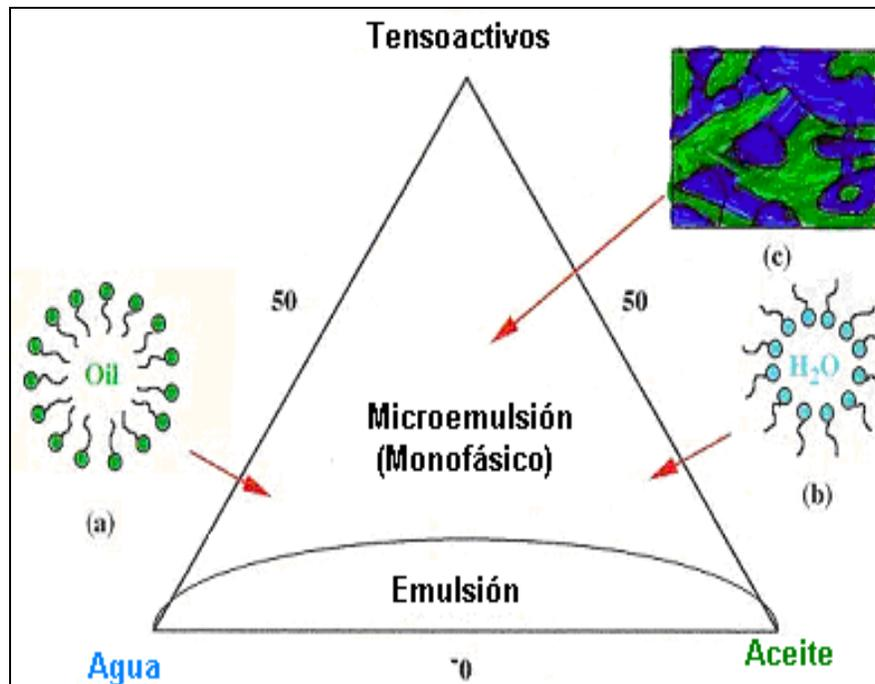 Tensoactivos
(c)
50
50
Oil
H₂O
Microemulsión
(Monofásico)
(a)
(b)
Emulsión
Agua
Aceite